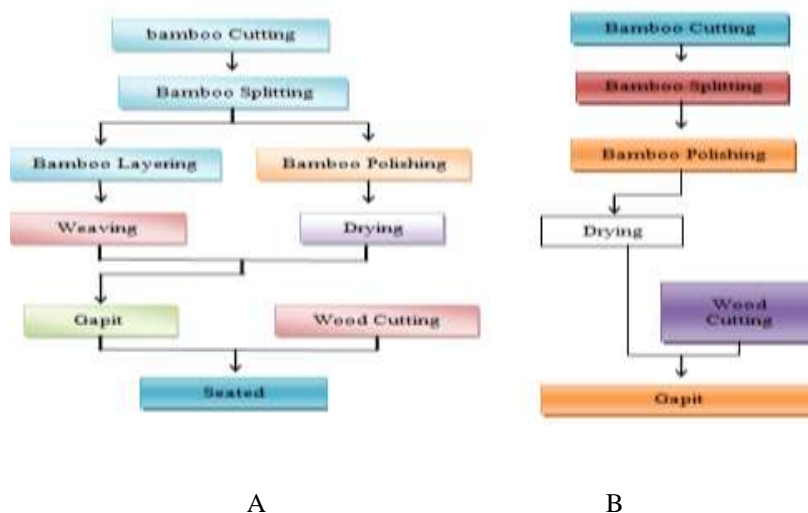 bamboo Cutting
Bamboo Splitting
Bamboo Layering
Bamboo Polishing
Weaving
Drying
Gapit
Wood Cutting
Seated
A
Bamboo Cutting
Bamboo Splitting
Bamboo Polishing
Drying
Wood
Cutting
Gapit
B